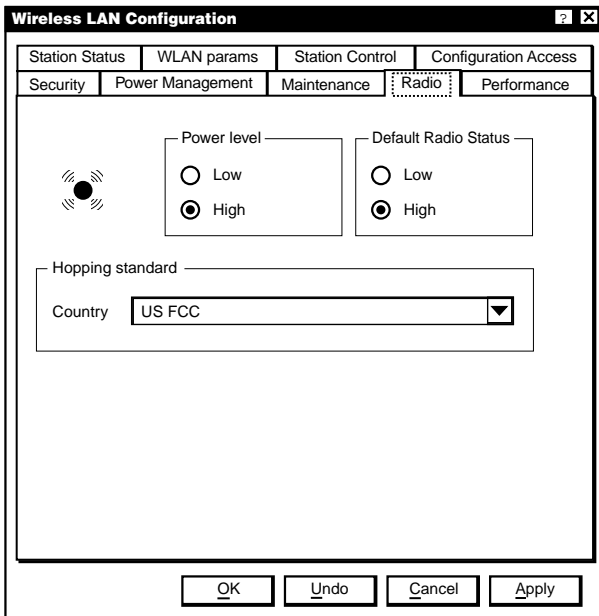 Wireless LAN Configuration ? X
Station Status WLAN params Station Control Configuration Access
Security Power Management Maintenance Radio Performance
Power level Default Radio Status
Low Low
High High
Hopping standard
Country US FCC
OK Undo Cancel Apply